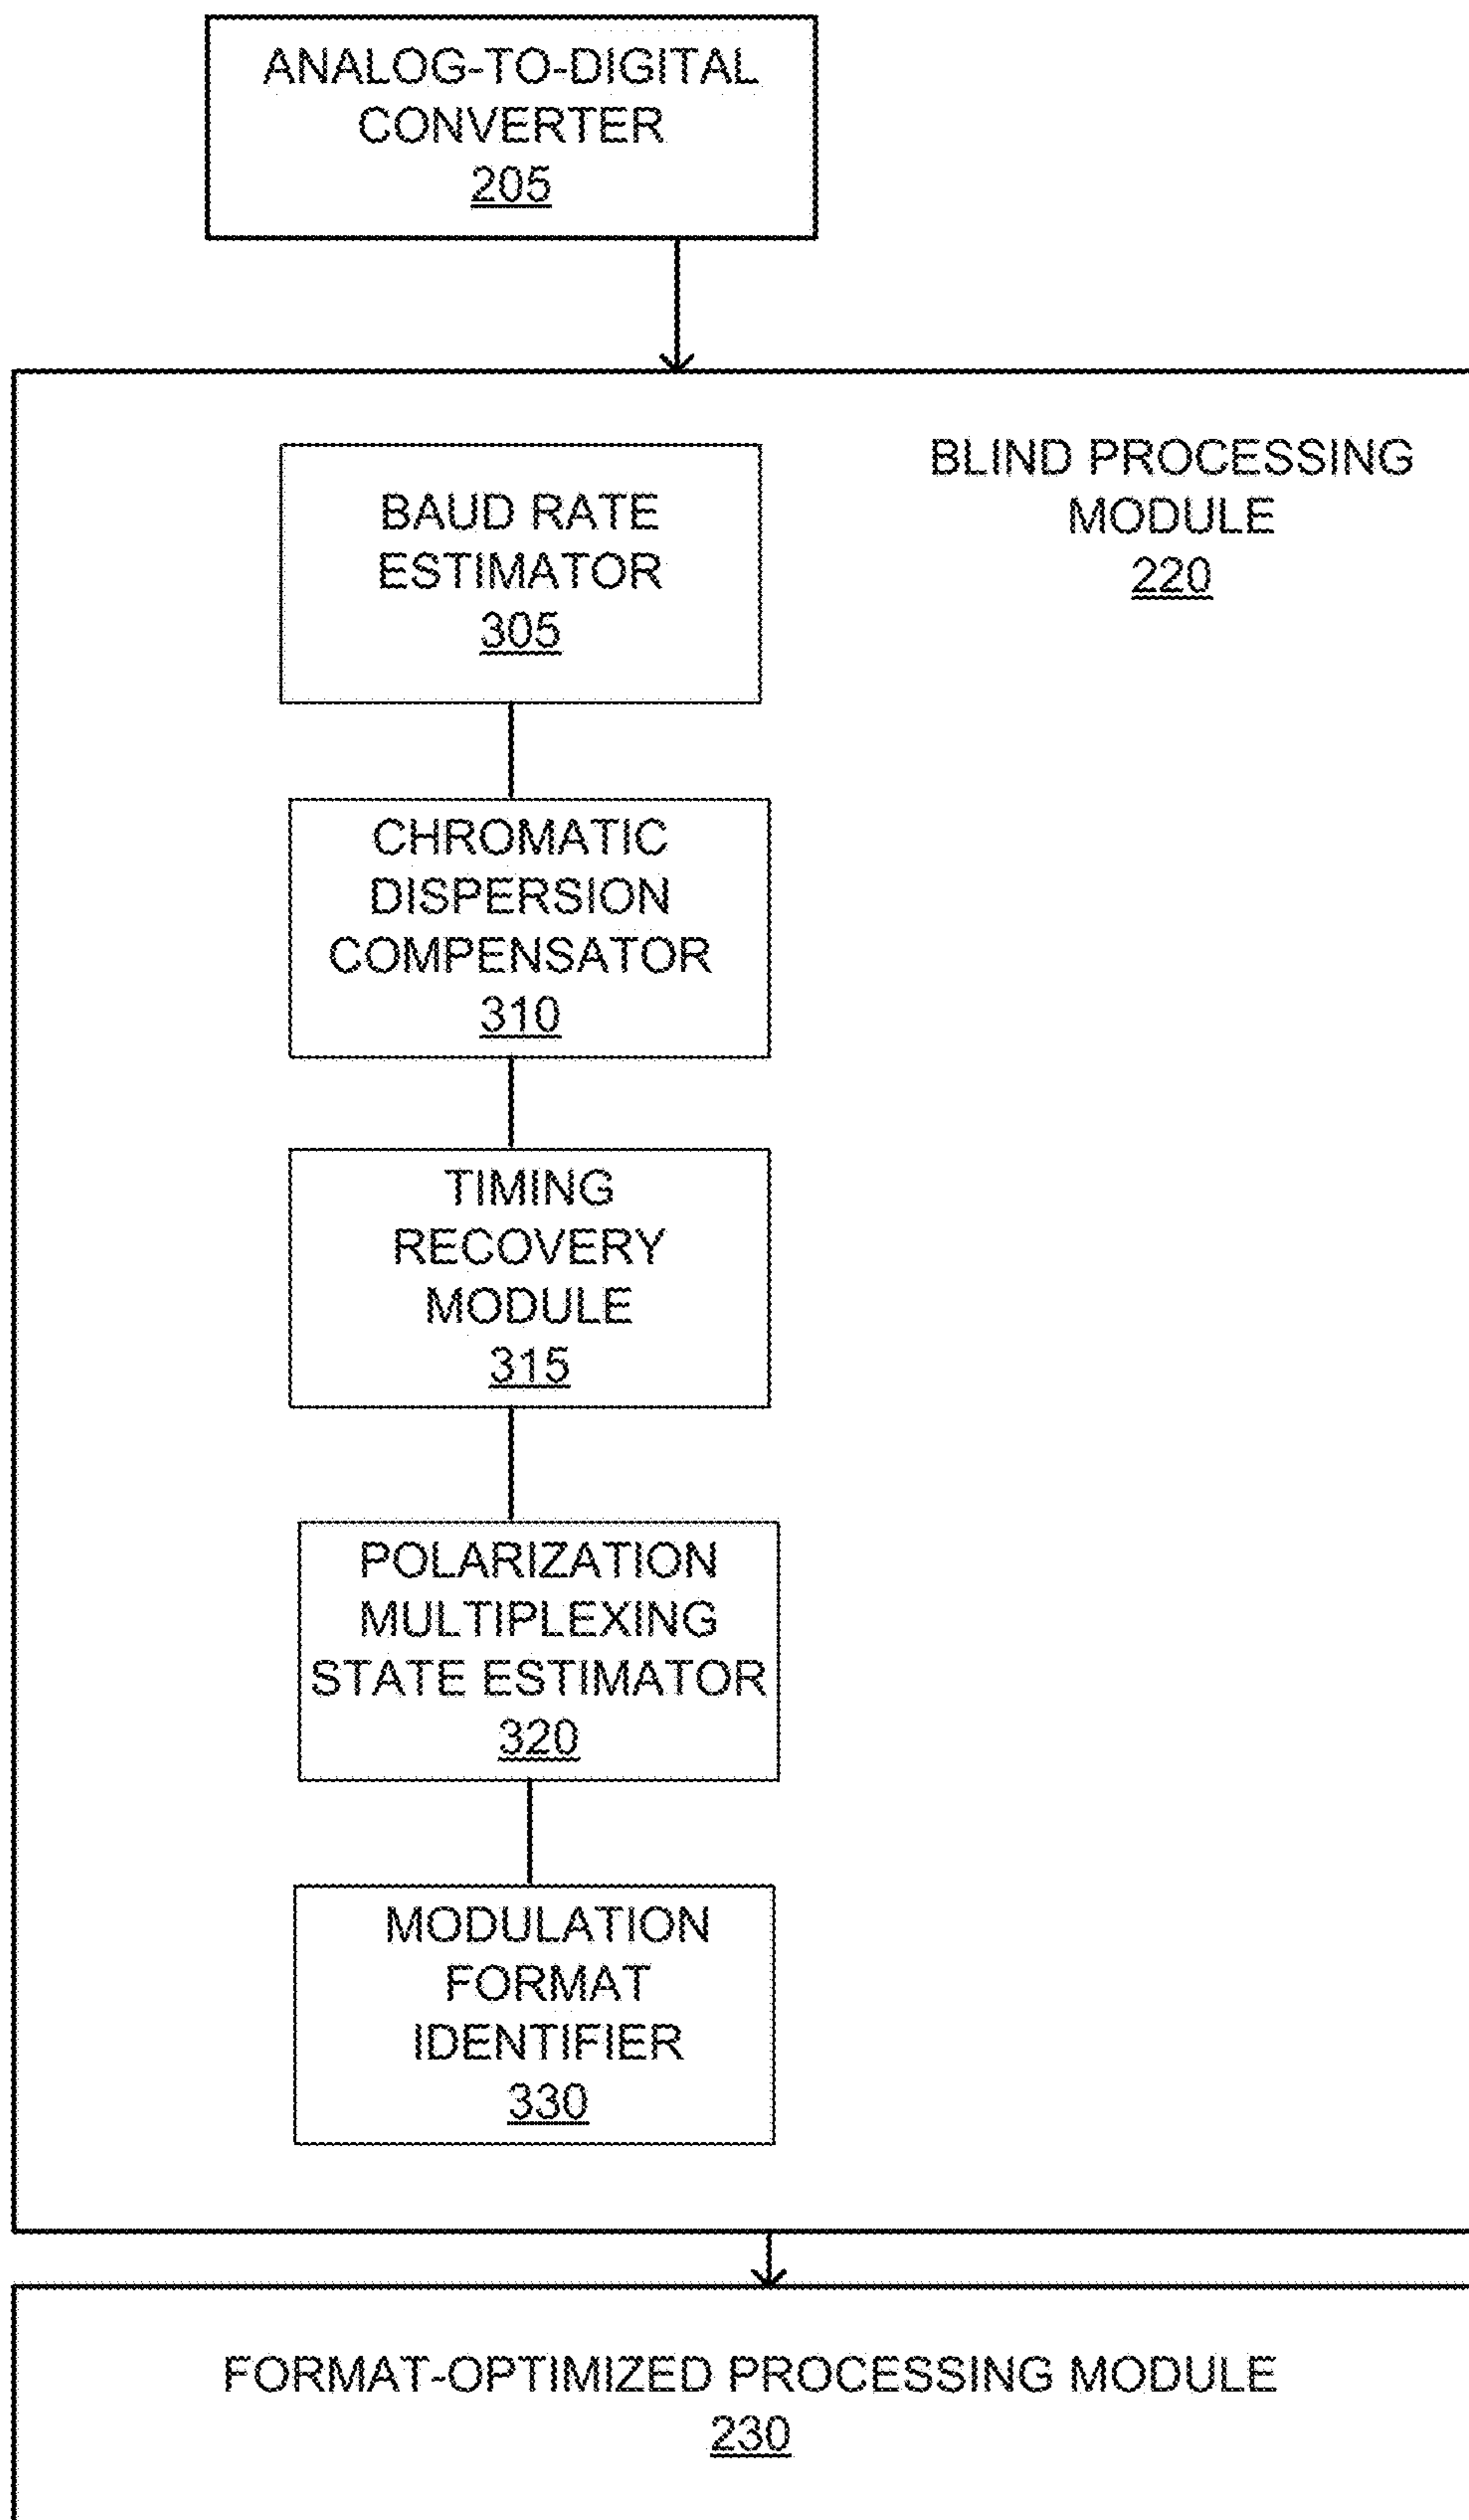 ANALOG-TO-DIGITAL
CONVERTER
205
BLIND PROCESSING
MODULE
220
BAUD RATE
ESTIMATOR
305
CHROMATIC
DISPERSION
COMPENSATOR
310
TIMING
RECOVERY
MODULE
315
POLARIZATION
MULTIPLEXING
STATE ESTIMATOR
320
MODULATION
FORMAT
IDENTIFIER
330
FORMAT-OPTIMIZED PROCESSING MODULE
230